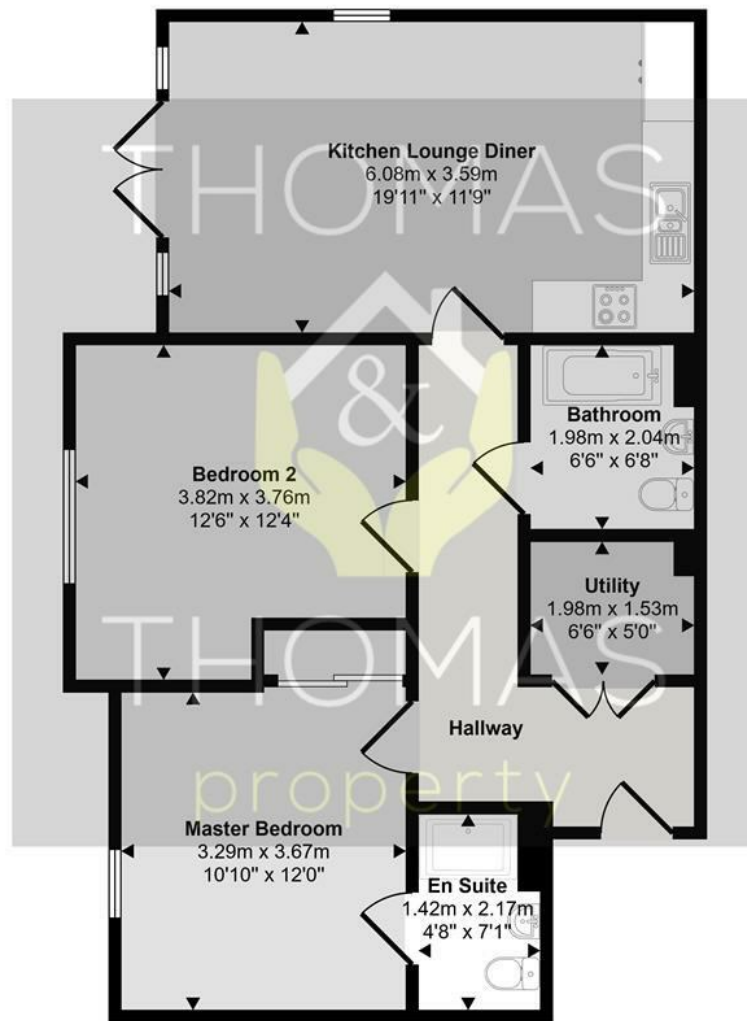 Kitchen Lounge Diner
6.08m x 3.59m
19'11" x 11'9"
THOMAS
Bathroom
1.98m x 2.04m
6'6" x 6'8"
&
Bedroom 2
3.82m x 3.76m
12'6" x 12'4"
Utility
1.98m x 1.53m
6'6" x 5'0"
THOMAS
Hallway
property
Master Bedroom
3.29m x 3.67m
10'10" x 12'0"
En Suite
1.42m x 2.17m
4'8" x 7'1"